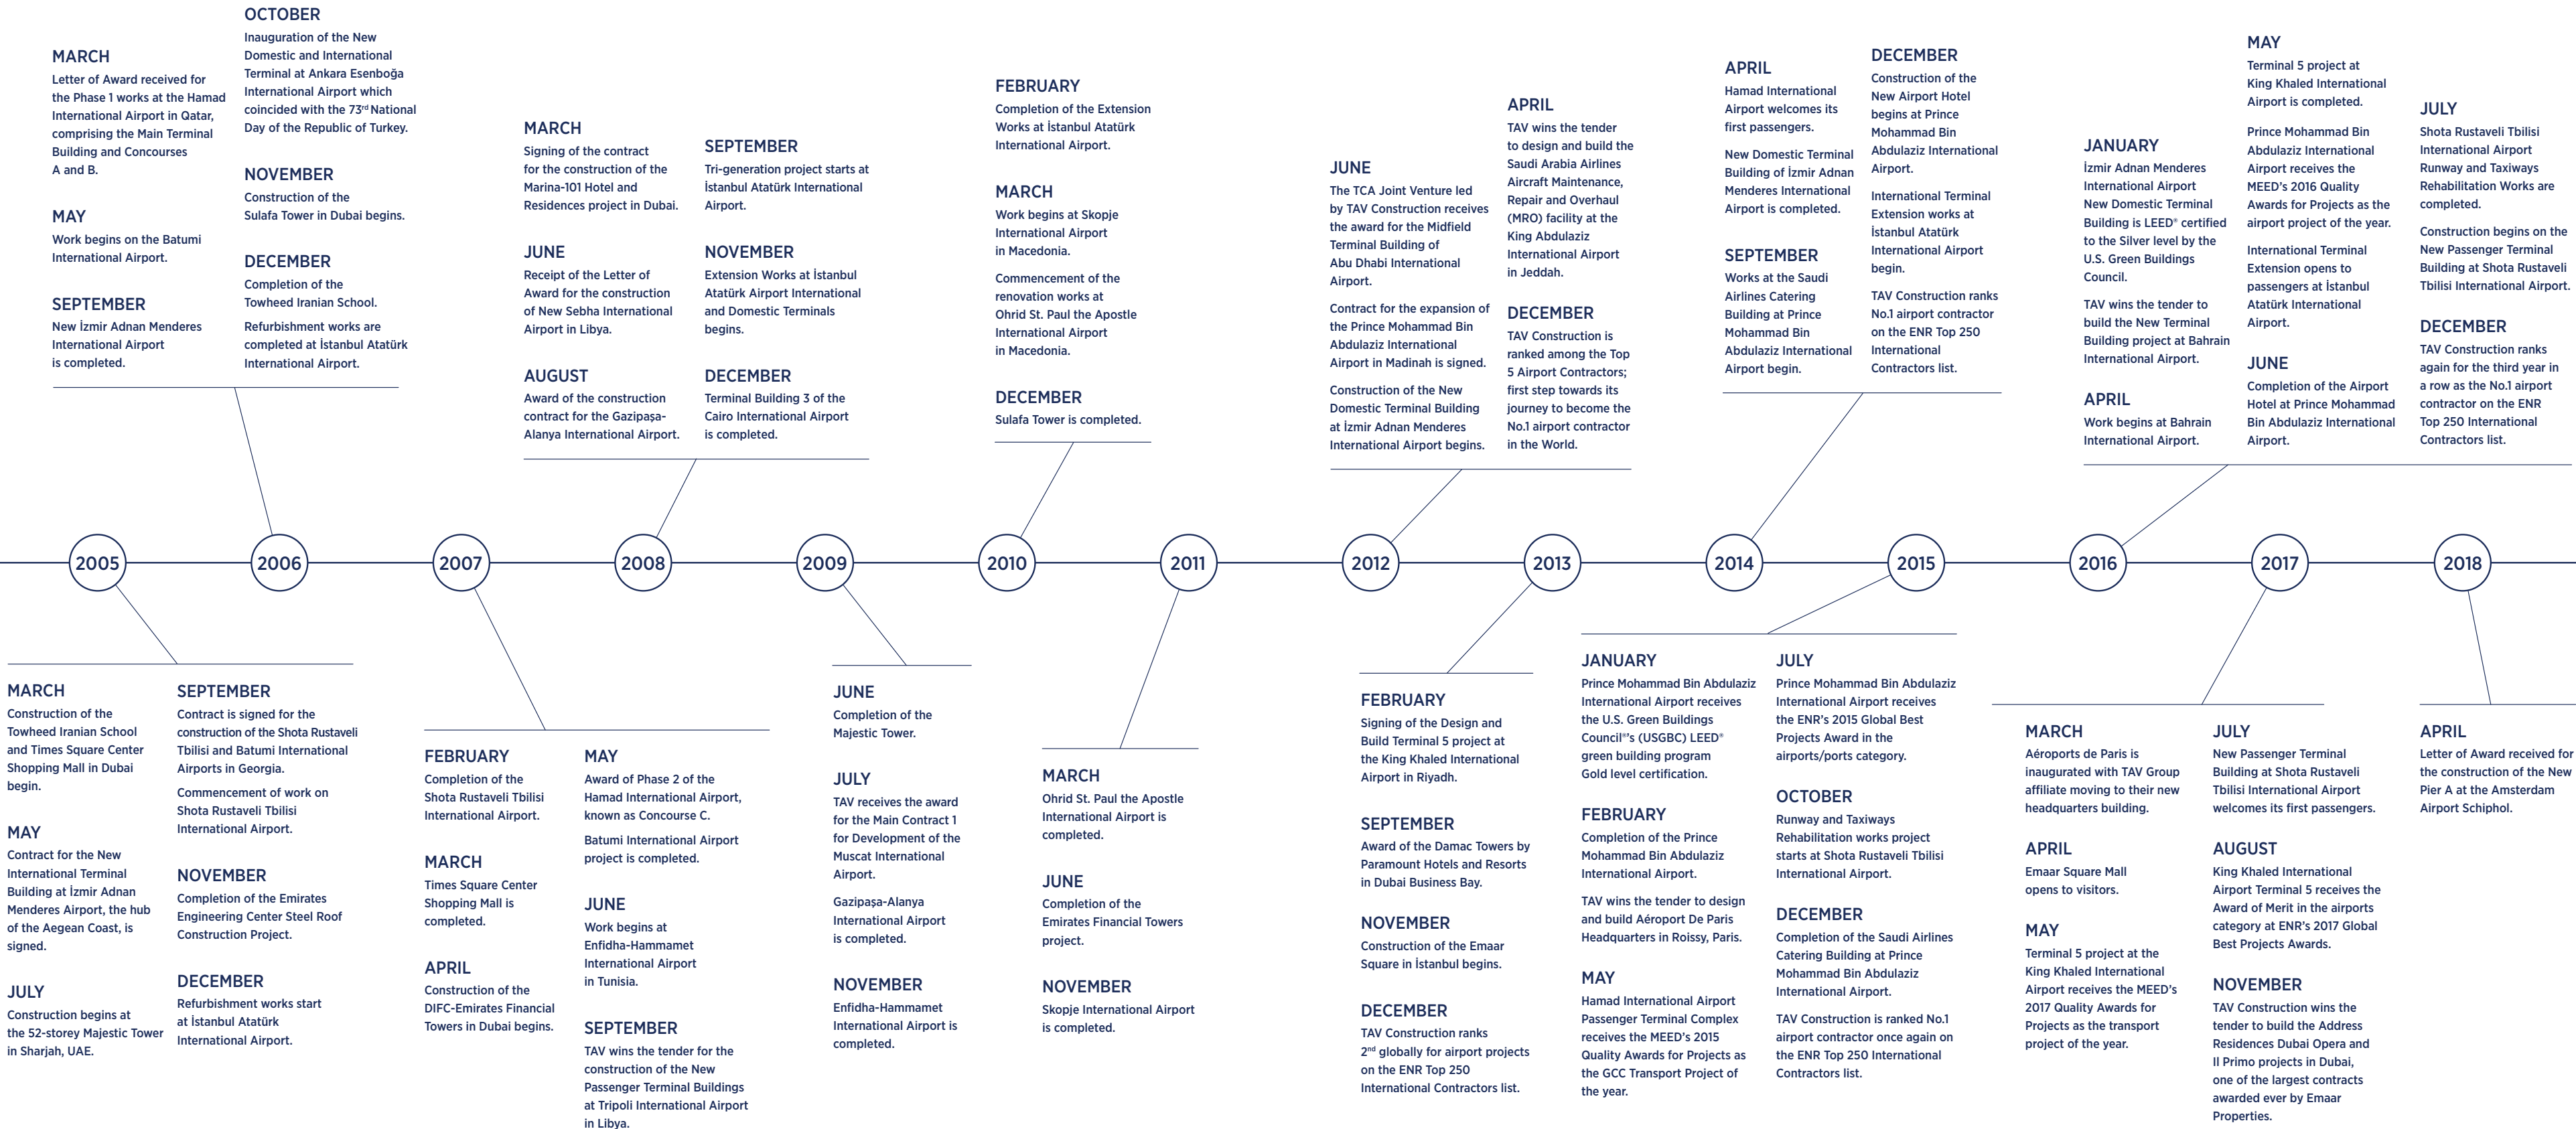 MARCH
Letter of Award received for
the Phase 1 works at the Hamad
International Airport in Qatar,
comprising the Main Terminal
Building and Concourses
A and B.
MAY
Work begins on the Batumi
International Airport.
SEPTEMBER
New İzmir Adnan Menderes
International Airport
is completed.
OCTOBER
Inauguration of the New
Domestic and International
Terminal at Ankara Esenboğa
International Airport which
coincided with the 73rd National
Day of the Republic of Turkey.
NOVEMBER
Construction of the
Sulafa Tower in Dubai begins.
DECEMBER
Completion of the
Towheed Iranian School.
Refurbishment works are
completed at İstanbul Atatürk
International Airport.
MARCH
Signing of the contract
for the construction of the
Marina-101 Hotel and
Residences project in Dubai.
JUNE
Receipt of the Letter of
Award for the construction
of New Sebha International
Airport in Libya.
AUGUST
Award of the construction
contract for the Gazipaşa-
Alanya International Airport.
SEPTEMBER
Tri-generation project starts at
İstanbul Atatürk International
Airport.
NOVEMBER
Extension Works at İstanbul
Atatürk Airport International
and Domestic Terminals
begins.
DECEMBER
Terminal Building 3 of the
Cairo International Airport
is completed.
FEBRUARY
Completion of the Extension
Works at İstanbul Atatürk
International Airport.
MARCH
Work begins at Skopje
International Airport
in Macedonia.
Commencement of the
renovation works at
Ohrid St. Paul the Apostle
International Airport
in Macedonia.
DECEMBER
Sulafa Tower is completed.
JUNE
The TCA Joint Venture led
by TAV Construction receives
the award for the Midfield
Terminal Building of
Abu Dhabi International
Airport.
Contract for the expansion of
the Prince Mohammad Bin
Abdulaziz International
Airport in Madinah is signed.
Construction of the New
Domestic Terminal Building
at İzmir Adnan Menderes
International Airport begins.
APRIL
TAV wins the tender
to design and build the
Saudi Arabia Airlines
Aircraft Maintenance,
Repair and Overhaul
(MRO) facility at the
King Abdulaziz
International Airport
in Jeddah.
DECEMBER
TAV Construction is
ranked among the Top
5 Airport Contractors;
first step towards its
journey to become the
No.1 airport contractor
in the World.
APRIL
Hamad International
Airport welcomes its
first passengers.
New Domestic Terminal
Building of İzmir Adnan
Menderes International
Airport is completed.
SEPTEMBER
Works at the Saudi
Airlines Catering
Building at Prince
Mohammad Bin
Abdulaziz International
Airport begin.
DECEMBER
Construction of the
New Airport Hotel
begins at Prince
Mohammad Bin
Abdulaziz International
Airport.
International Terminal
Extension works at
İstanbul Atatürk
International Airport
begin.
TAV Construction ranks
No.1 airport contractor
on the ENR Top 250
International
Contractors list.
JANUARY
İzmir Adnan Menderes
International Airport
New Domestic Terminal
Building is LEED® certified
to the Silver level by the
U.S. Green Buildings
Council.
TAV wins the tender to
build the New Terminal
Building project at Bahrain
International Airport.
APRIL
Work begins at Bahrain
International Airport.
MAY
Terminal 5 project at
King Khaled International
Airport is completed.
Prince Mohammad Bin
Abdulaziz International
Airport receives the
MEED's 2016 Quality
Awards for Projects as the
airport project of the year.
International Terminal
Extension opens to
passengers at İstanbul
Atatürk International
Airport.
JUNE
Completion of the Airport
Hotel at Prince Mohammad
Bin Abdulaziz International
Airport.
JULY
Shota Rustaveli Tbilisi
International Airport
Runway and Taxiways
Rehabilitation Works are
completed.
Construction begins on the
New Passenger Terminal
Building at Shota Rustaveli
Tbilisi International Airport.
DECEMBER
TAV Construction ranks
again for the third year in
a row as the No.1 airport
contractor on the ENR
Top 250 International
Contractors list.
2005 2006 2007 2008 2009 2010 2011 2012 2013 2014 2015 2016 2017 2018
MARCH
Construction of the
Towheed Iranian School
and Times Square Center
Shopping Mall in Dubai
begin.
MAY
Contract for the New
International Terminal
Building at İzmir Adnan
Menderes Airport, the hub
of the Aegean Coast, is
signed.
JULY
Construction begins at
the 52-storey Majestic Tower
in Sharjah, UAE.
SEPTEMBER
Contract is signed for the
construction of the Shota Rustaveli
Tbilisi and Batumi International
Airports in Georgia.
Commencement of work on
Shota Rustaveli Tbilisi
International Airport.
NOVEMBER
Completion of the Emirates
Engineering Center Steel Roof
Construction Project.
DECEMBER
Refurbishment works start
at İstanbul Atatürk
International Airport.
FEBRUARY
Completion of the
Shota Rustaveli Tbilisi
International Airport.
MARCH
Times Square Center
Shopping Mall is
completed.
APRIL
Construction of the
DIFC-Emirates Financial
Towers in Dubai begins.
MAY
Award of Phase 2 of the
Hamad International Airport,
known as Concourse C.
Batumi International Airport
project is completed.
JUNE
Work begins at
Enfidha-Hammamet
International Airport
in Tunisia.
SEPTEMBER
TAV wins the tender for the
construction of the New
Passenger Terminal Buildings
at Tripoli International Airport
in Libya.
JUNE
Completion of the
Majestic Tower.
JULY
TAV receives the award
for the Main Contract 1
for Development of the
Muscat International
Airport.
Gazipaşa-Alanya
International Airport
is completed.
NOVEMBER
Enfidha-Hammamet
International Airport is
completed.
MARCH
Ohrid St. Paul the Apostle
International Airport is
completed.
JUNE
Completion of the
Emirates Financial Towers
project.
NOVEMBER
Skopje International Airport
is completed.
FEBRUARY
Signing of the Design and
Build Terminal 5 project at
the King Khaled International
Airport in Riyadh.
SEPTEMBER
Award of the Damac Towers by
Paramount Hotels and Resorts
in Dubai Business Bay.
NOVEMBER
Construction of the Emaar
Square in İstanbul begins.
DECEMBER
TAV Construction ranks
2nd globally for airport projects
on the ENR Top 250
International Contractors list.
JANUARY
Prince Mohammad Bin Abdulaziz
International Airport receives
the U.S. Green Buildings
Council®'s (USGBC) LEED®
green building program
Gold level certification.
FEBRUARY
Completion of the Prince
Mohammad Bin Abdulaziz
International Airport.
TAV wins the tender to design
and build Aéroport De Paris
Headquarters in Roissy, Paris.
MAY
Hamad International Airport
Passenger Terminal Complex
receives the MEED's 2015
Quality Awards for Projects as
the GCC Transport Project of
the year.
JULY
Prince Mohammad Bin Abdulaziz
International Airport receives
the ENR's 2015 Global Best
Projects Award in the
airports/ports category.
OCTOBER
Runway and Taxiways
Rehabilitation works project
starts at Shota Rustaveli Tbilisi
International Airport.
DECEMBER
Completion of the Saudi Airlines
Catering Building at Prince
Mohammad Bin Abdulaziz
International Airport.
TAV Construction is ranked No.1
airport contractor once again on
the ENR Top 250 International
Contractors list.
MARCH
Aéroports de Paris is
inaugurated with TAV Group
affiliate moving to their new
headquarters building.
APRIL
Emaar Square Mall
opens to visitors.
MAY
Terminal 5 project at the
King Khaled International
Airport receives the MEED's
2017 Quality Awards for
Projects as the transport
project of the year.
JULY
New Passenger Terminal
Building at Shota Rustaveli
Tbilisi International Airport
welcomes its first passengers.
AUGUST
King Khaled International
Airport Terminal 5 receives the
Award of Merit in the airports
category at ENR's 2017 Global
Best Projects Awards.
NOVEMBER
TAV Construction wins the
tender to build the Address
Residences Dubai Opera and
II Primo projects in Dubai,
one of the largest contracts
awarded ever by Emaar
Properties.
APRIL
Letter of Award received for
the construction of the New
Pier A at the Amsterdam
Airport Schiphol.